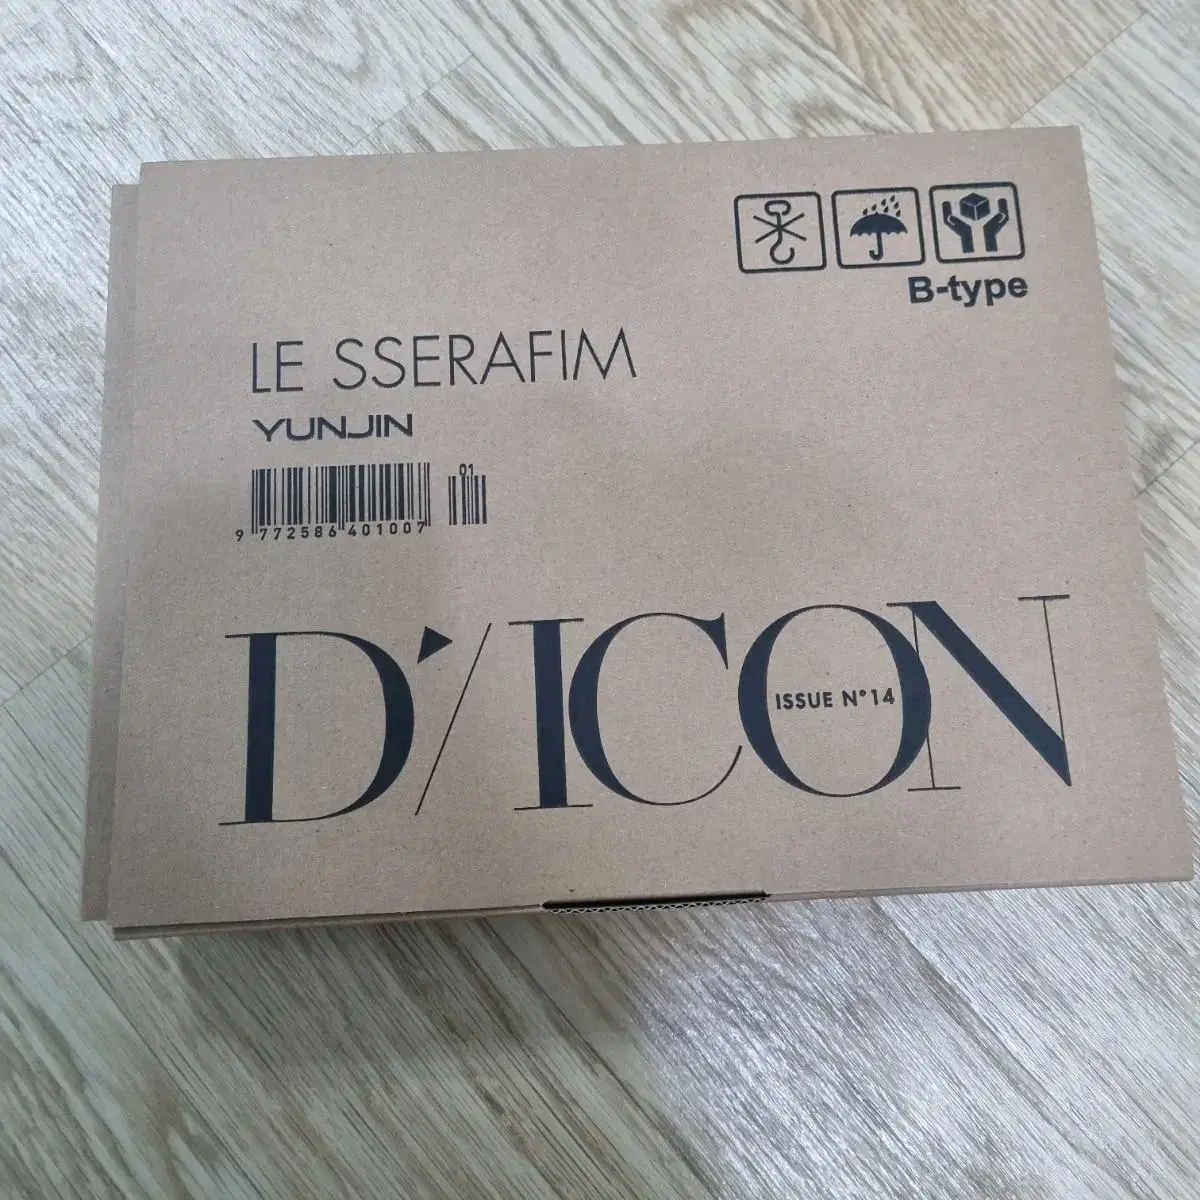 B-type
LE SSERAFIM
YUNJIN
01
9 772586 401007
D'/ICON
ISSUE N°14